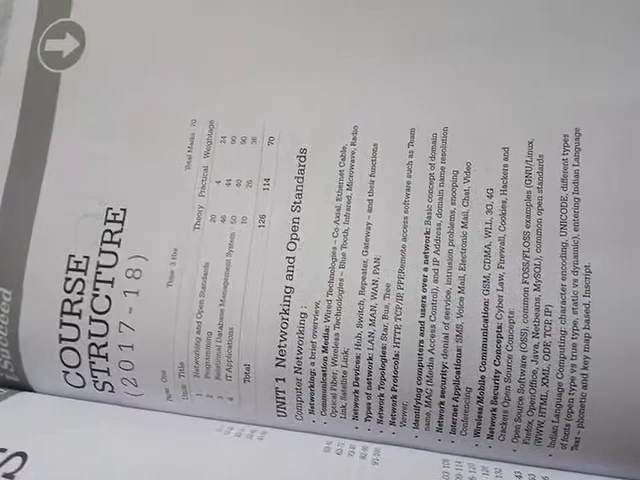 Succeed
COURSE
STRUCTURE
(2017-18)
Time 3 Hrs Total Marks 70
Unit Title Theory Practical Weightage
1 Networking and Open Standards 20 4
2 Programming 46 44 24
3 Relational Database Management System 50 40
4 IT Applications 10 26
Total 126 114 70
UNIT 1 Networking and Open Standards
Computer Networking :
• Networking: a brief overview,
• Communication Media: Wired Technologies – Co-Axial, Ethernet Cable,
Optical Fiber, Wireless Technologies – Blue Tooth, Infrared, Microwave, Radio
Link, Satellite Link;
• Network Devices: Hub, Switch, Repeater, Gateway – and their functions
• Types of network: LAN, MAN, WAN, PAN;
• Network Topologies: Star, Bus, Tree
• Network Protocols: HTTP, TCP/IP, PPP, Remote access software such as Team
Viewer;
• Identifying computers and users over a network: Basic concept of domain
name, MAC (Media Access Control), and IP Address, domain name resolution
• Network security: denial of service, intrusion problems, snooping
• Internet Applications: SMS, Voice Mail, Electronic Mail, Chat, Video
Conferencing
• Wireless/Mobile Communication: GSM, CDMA, WLL, 3G, 4G
• Network Security Concepts: Cyber Law, Firewall, Cookies, Hackers and
Crackers Open Source Concepts:
• Open Source Software (OSS), common FOSS/FLOSS examples (GNU/Linux,
Firefox, OpenOffice, Java, Netbeans, MySQL), common open standards
(WWW, HTML, XML, ODF, TCP, IP)
• Indian Language Computing: character encoding, UNICODE, different types
of fonts (open type vs true type, static vs dynamic), entering Indian Language
Text – phonetic and key map based, inscript.